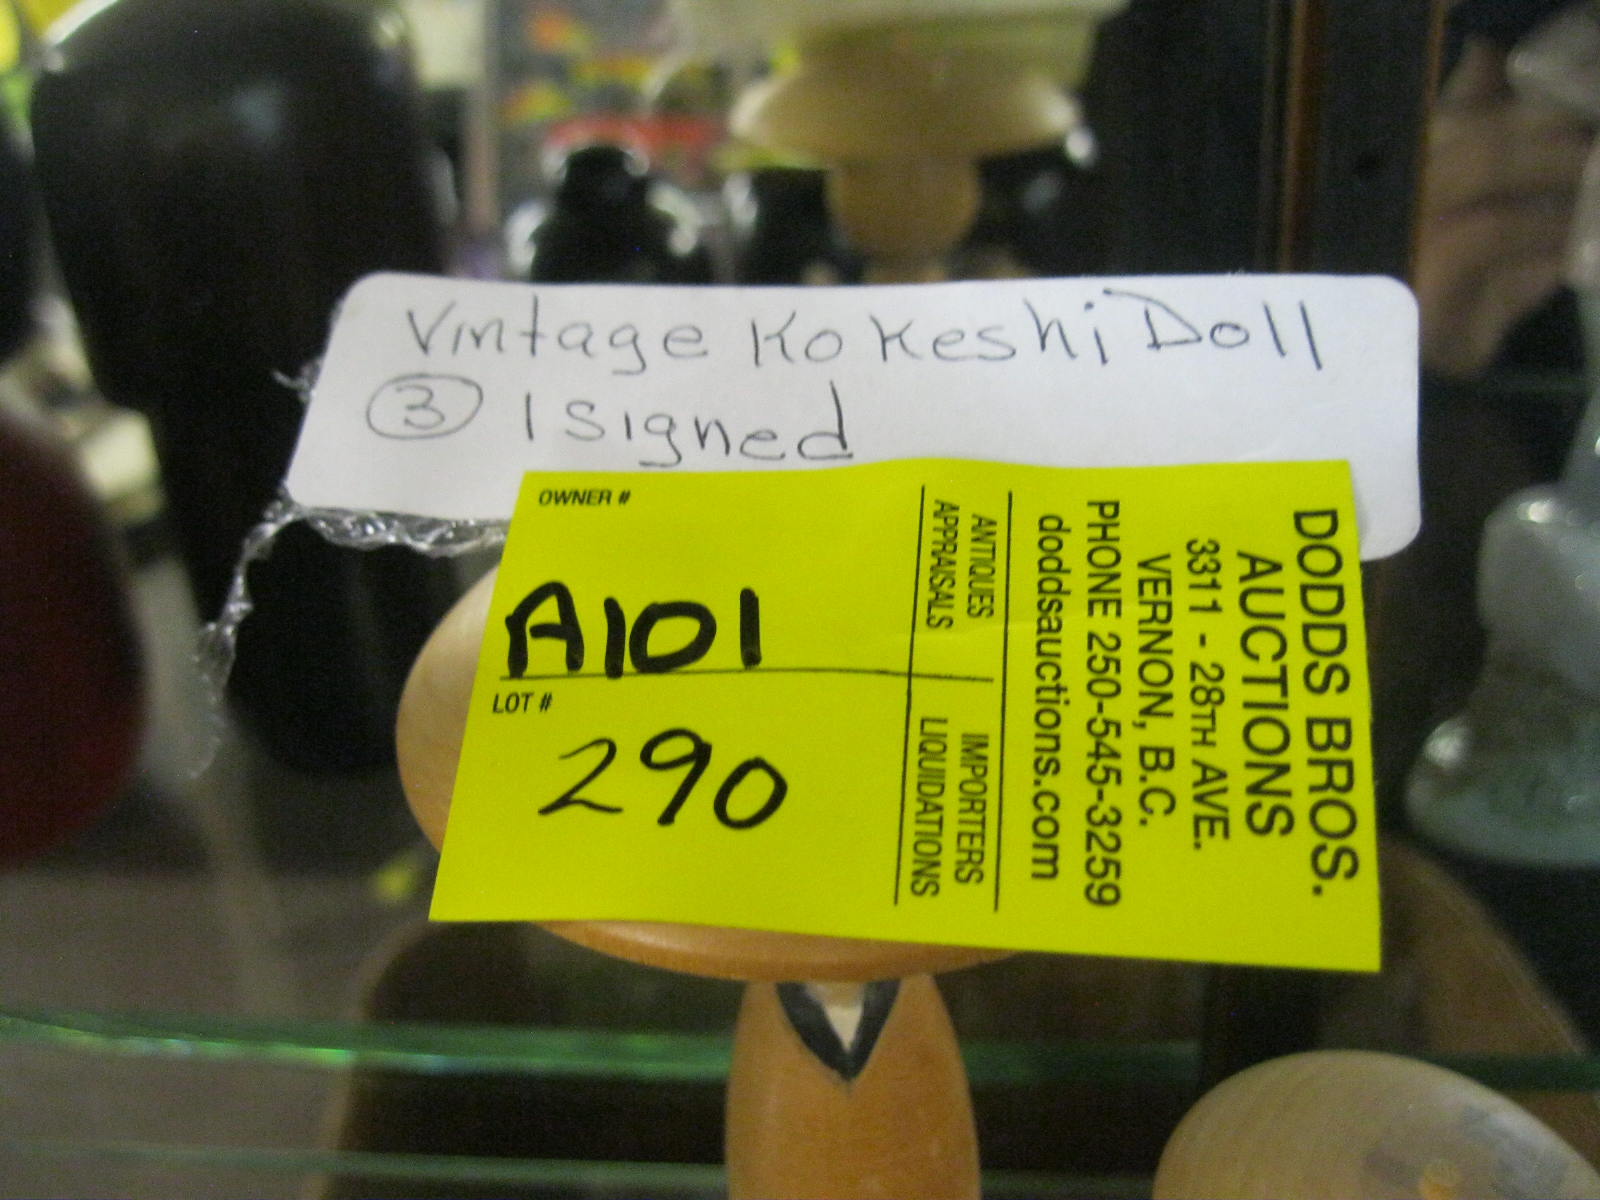 Vintage Kokeshi Doll
3 1 signed
OWNER #
A101
LOT #
290
ANTIQUES
APPRAISALS
IMPORTERS
LIQUIDATIONS
DODDS BROS.
AUCTIONS
3311 - 28TH AVE.
VERNON, B.C.
PHONE 250-545-3259
doddsauctions.com